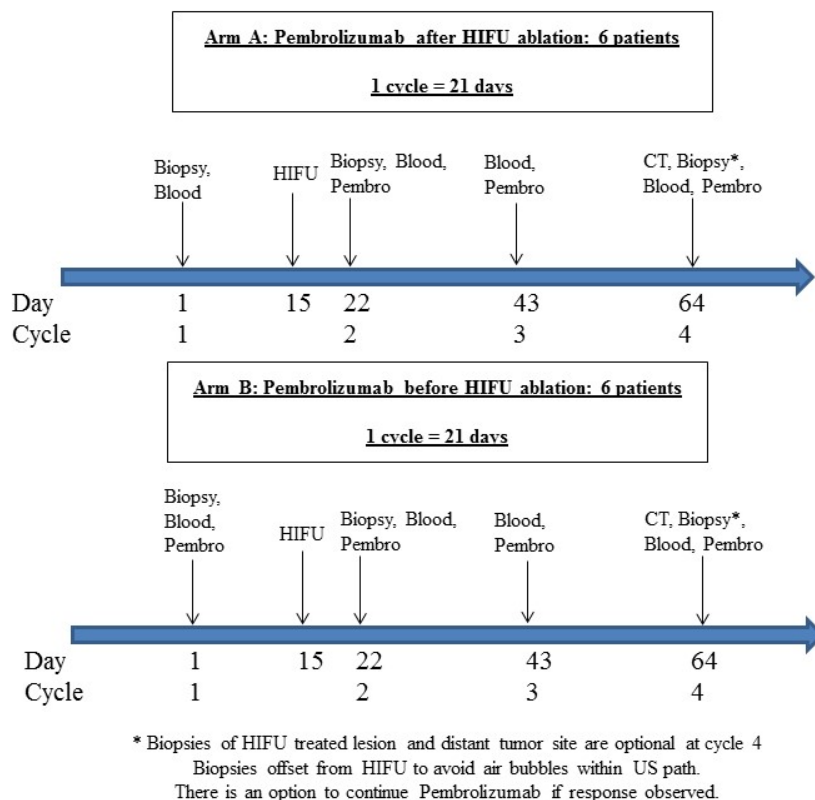 Arm A: Pembrolizumab after HIFU ablation: 6 patients
1 cycle = 21 days
Biopsy,
Blood
HIFU
Biopsy, Blood,
Pembro
Blood,
Pembro
CT, Biopsy*,
Blood, Pembro
Day 1 15 22 43 64
Cycle 1 2 3 4
Arm B: Pembrolizumab before HIFU ablation: 6 patients
1 cycle = 21 days
Biopsy,
Blood,
Pembro
HIFU
Biopsy, Blood,
Pembro
Blood,
Pembro
CT, Biopsy*,
Blood, Pembro
Day 1 15 22 43 64
Cycle 1 2 3 4
* Biopsies of HIFU treated lesion and distant tumor site are optional at cycle 4
Biopsies offset from HIFU to avoid air bubbles within US path.
There is an option to continue Pembrolizumab if response observed.